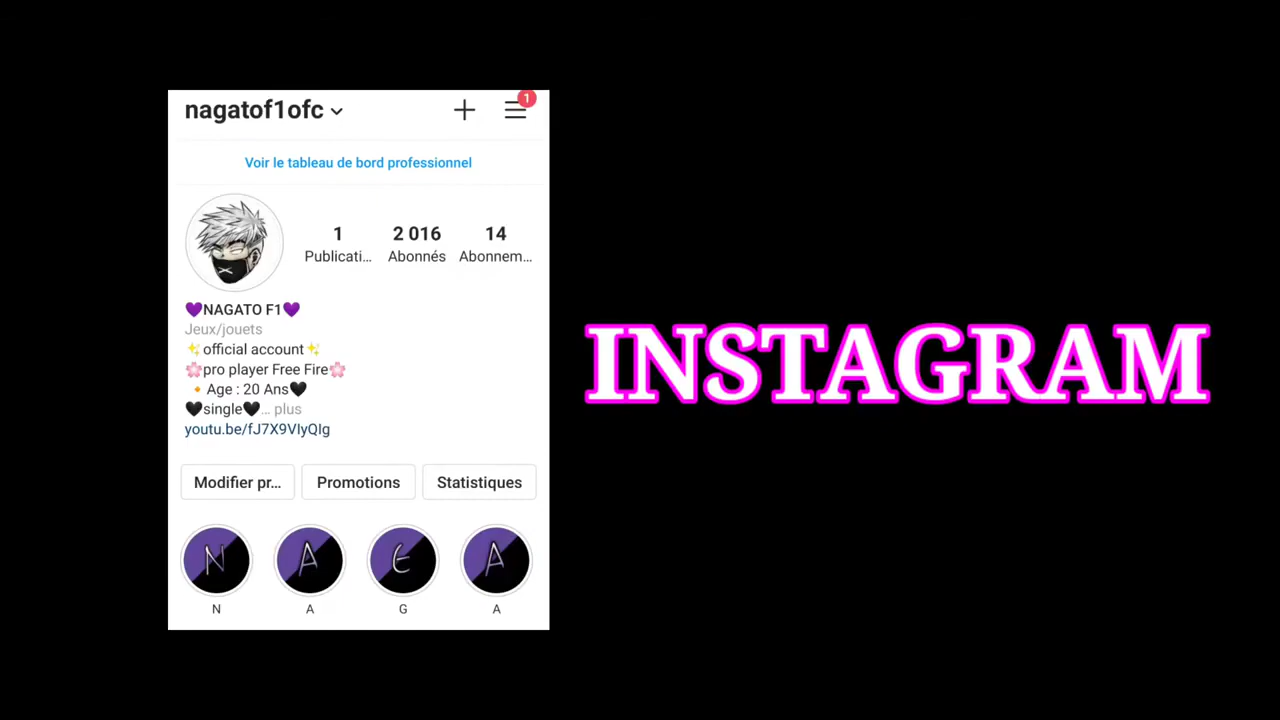 nagatof1ofc
1
Voir le tableau de bord professionnel
1 2 016 14
Publicati... Abonnés Abonnem...
💜NAGATO F1💜
Jeux/jouets
✨official account✨
🌸pro player Free Fire🌸
🔸Age : 20 Ans🖤
🖤single🖤... plus
youtu.be/fJ7X9VIyQIg
Modifier pr... Promotions Statistiques
N A G A
N A G A
INSTAGRAM